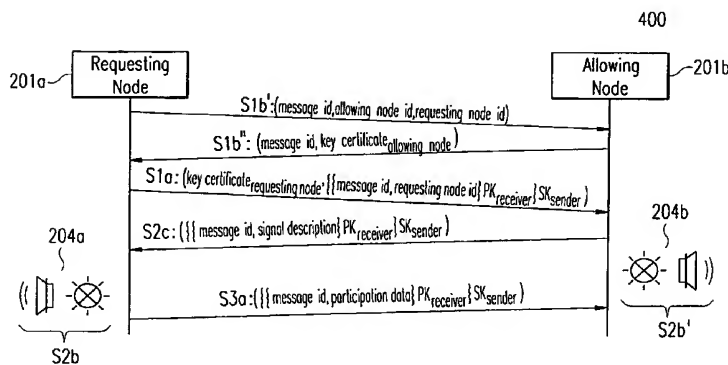 400
Requesting
Node
201a
Allowing
Node
201b
S1b': (message id, allowing node id, requesting node id)
S1b": (message id, key certificate allowing node)
S1a: (key certificate requesting node, {{message id, requesting node id} PK receiver} SK sender)
S2c: ({{ message id, signal description} PK receiver} SK sender)
204a
204b
S3a: ({{ message id, participation data} PK receiver} SK sender)
S2b
S2b'